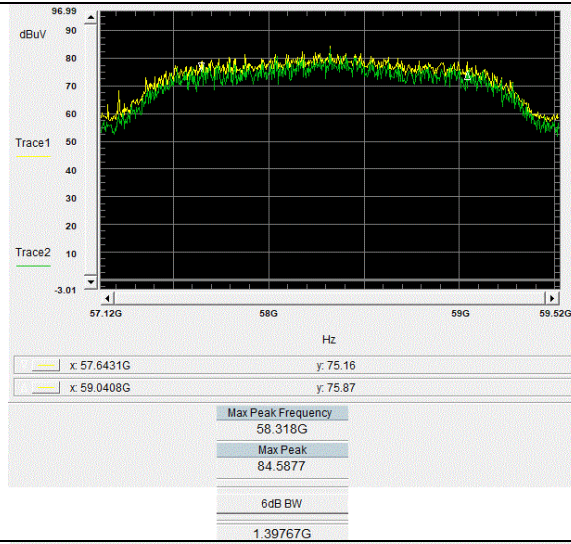 96.99
dBuV
90
80
70
60
Trace1
50
40
30
20
Trace2
10
-3.01
57.12G 58G 59G 59.52G
Hz
x: 57.6431G y: 75.16
x: 59.0408G y: 75.87
Max Peak Frequency
58.318G
Max Peak
84.5877
6dB BW
1.39767G